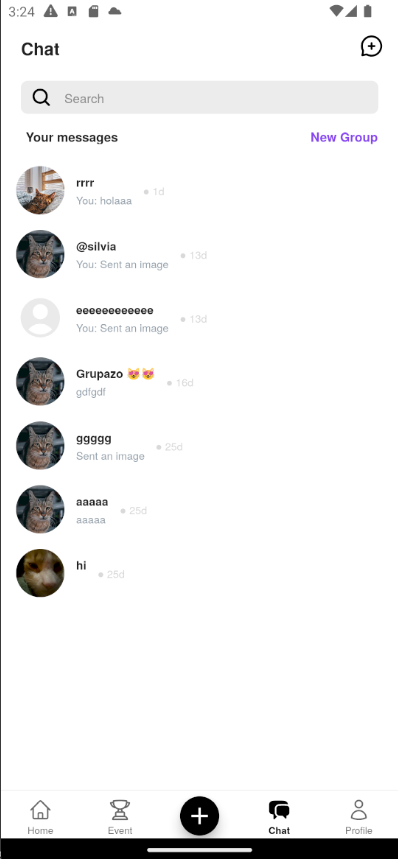 3:24
Chat
Search
Your messages New Group
rrrr
You: holaaa
1d
@silvia
You: Sent an image
13d
eeeeeeeeeeee
You: Sent an image
13d
Grupazo 😻😻
gdfgdf
16d
ggggg
Sent an image
25d
aaaaa
aaaaa
25d
hi
25d
Home Event Chat Profile